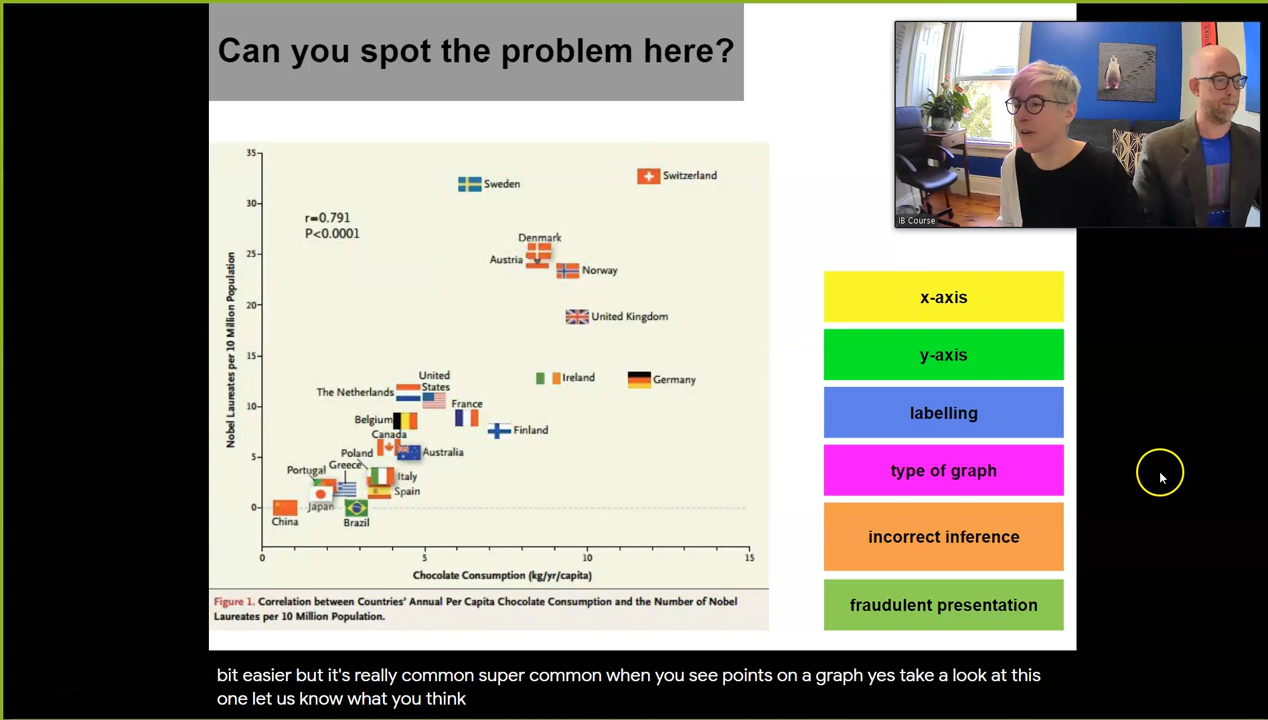 Can you spot the problem here?
IB Course
35
30
25
20
15
10
5
0
Nobel Laureates per 10 Million Population
r=0.791
P<0.0001
Sweden
Switzerland
Denmark
Austria
Norway
United Kingdom
Ireland
Germany
United
States
The Netherlands
France
Belgium
Finland
Canada
Australia
Poland
Greece
Portugal
Italy
Spain
Japan
China
Brazil
0
5
10
15
Chocolate Consumption (kg/yr/capita)
Figure 1. Correlation between Countries' Annual Per Capita Chocolate Consumption and the Number of Nobel
Laureates per 10 Million Population.
x-axis
y-axis
labelling
type of graph
incorrect inference
fraudulent presentation
bit easier but it's really common super common when you see points on a graph yes take a look at this
one let us know what you think